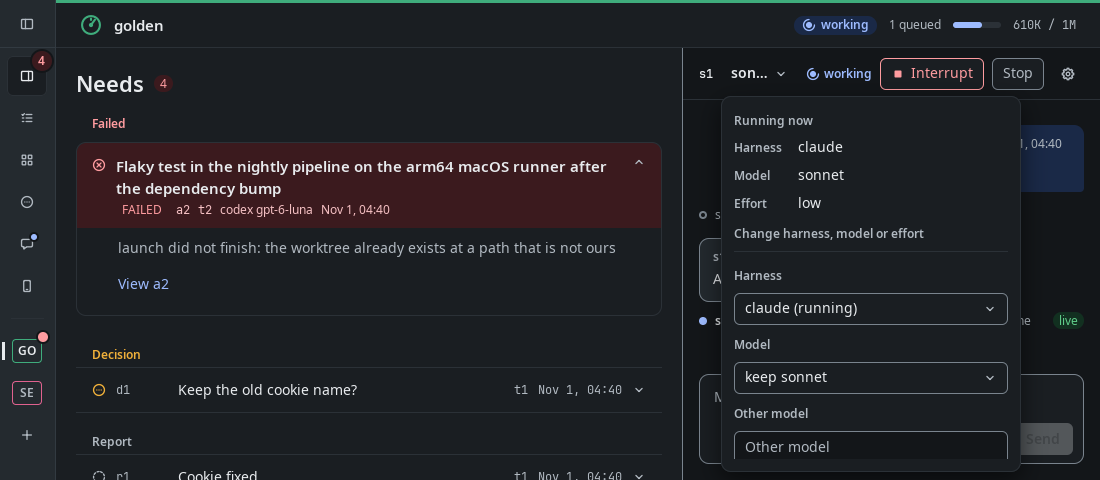 golden
working
1 queued
610K / 1M
4
Needs 4
Failed
Flaky test in the nightly pipeline on the arm64 macOS runner after
the dependency bump
FAILED a2 t2 codex gpt-6-luna Nov 1, 04:40
launch did not finish: the worktree already exists at a path that is not ours
View a2
Decision
d1 Keep the old cookie name? t1 Nov 1, 04:40
Report
r1 Cookie fixed t1 Nov 1, 04:40
GO
SE
s1 son... working Interrupt Stop
Running now
Harness claude
Model sonnet
Effort low
Change harness, model or effort
Harness
claude (running)
Model
keep sonnet
Other model
Other model
, 04:40
live
Send